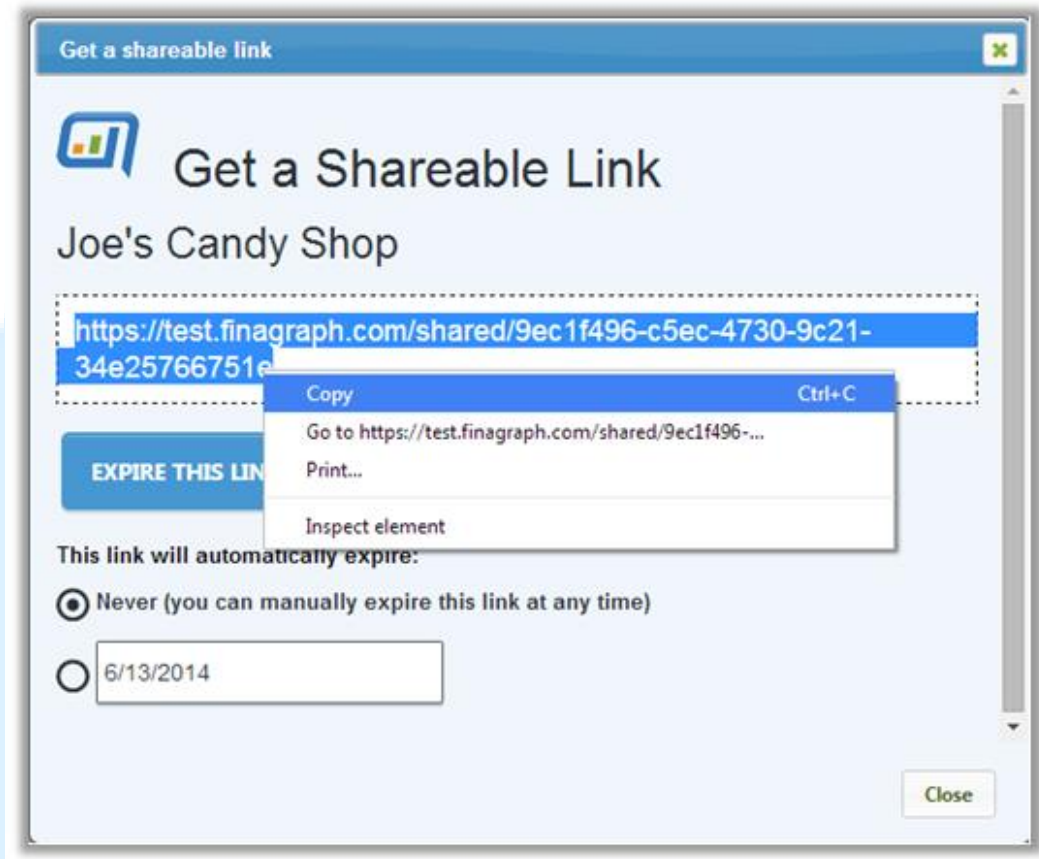 Get a shareable link
Get a Shareable Link
Joe's Candy Shop
https://test.finagraph.com/shared/9ec1f496-c5ec-4730-9c21-
34e25766751e
Copy Ctrl+C
Go to https://test.finagraph.com/shared/9ec1f496-...
Print...
Inspect element
EXPIRE THIS LIN
This link will automatically expire:
Never (you can manually expire this link at any time)
6/13/2014
Close